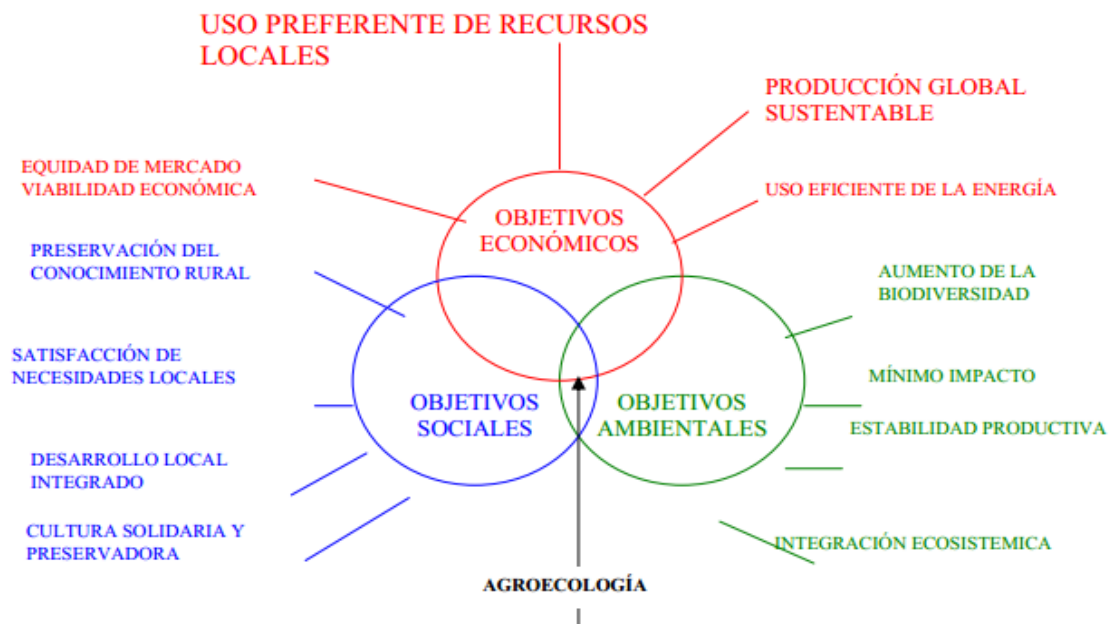 USO PREFERENTE DE RECURSOS
LOCALES
PRODUCCIÓN GLOBAL
SUSTENTABLE
EQUIDAD DE MERCADO
VIABILIDAD ECONÓMICA
USO EFICIENTE DE LA ENERGÍA
OBJETIVOS
ECONÓMICOS
PRESERVACIÓN DEL
CONOCIMIENTO RURAL
AUMENTO DE LA
BIODIVERSIDAD
SATISFACCIÓN DE
NECESIDADES LOCALES
MÍNIMO IMPACTO
OBJETIVOS
SOCIALES
OBJETIVOS
AMBIENTALES
ESTABILIDAD PRODUCTIVA
DESARROLLO LOCAL
INTEGRADO
CULTURA SOLIDARIA Y
PRESERVADORA
INTEGRACIÓN ECOSISTEMICA
AGROECOLOGÍA